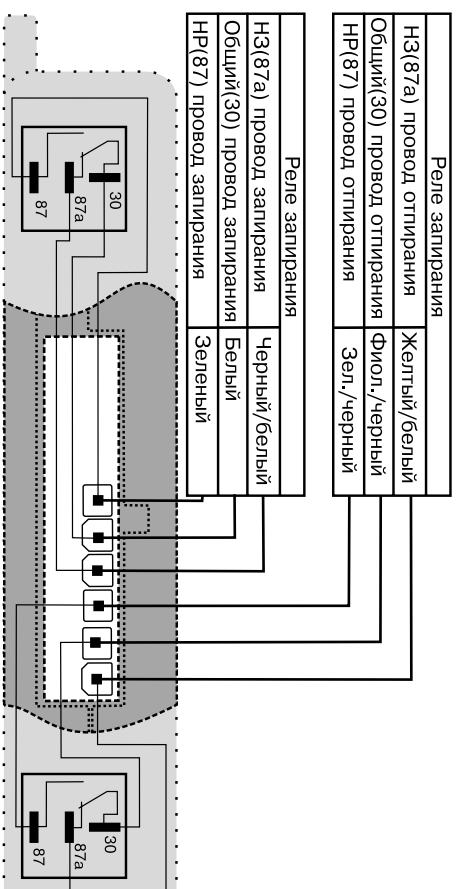 Реле запирания
НЗ(87а) провод запирания Черный/белый
Общий(30) провод запирания Белый
НР(87) провод запирания Зеленый
Реле запирания
НЗ(87а) провод отпирания Желтый/белый
Общий(30) провод отпирания Фиол./черный
НР(87) провод отпирания Зел./черный
30
87a
87
30
87a
87